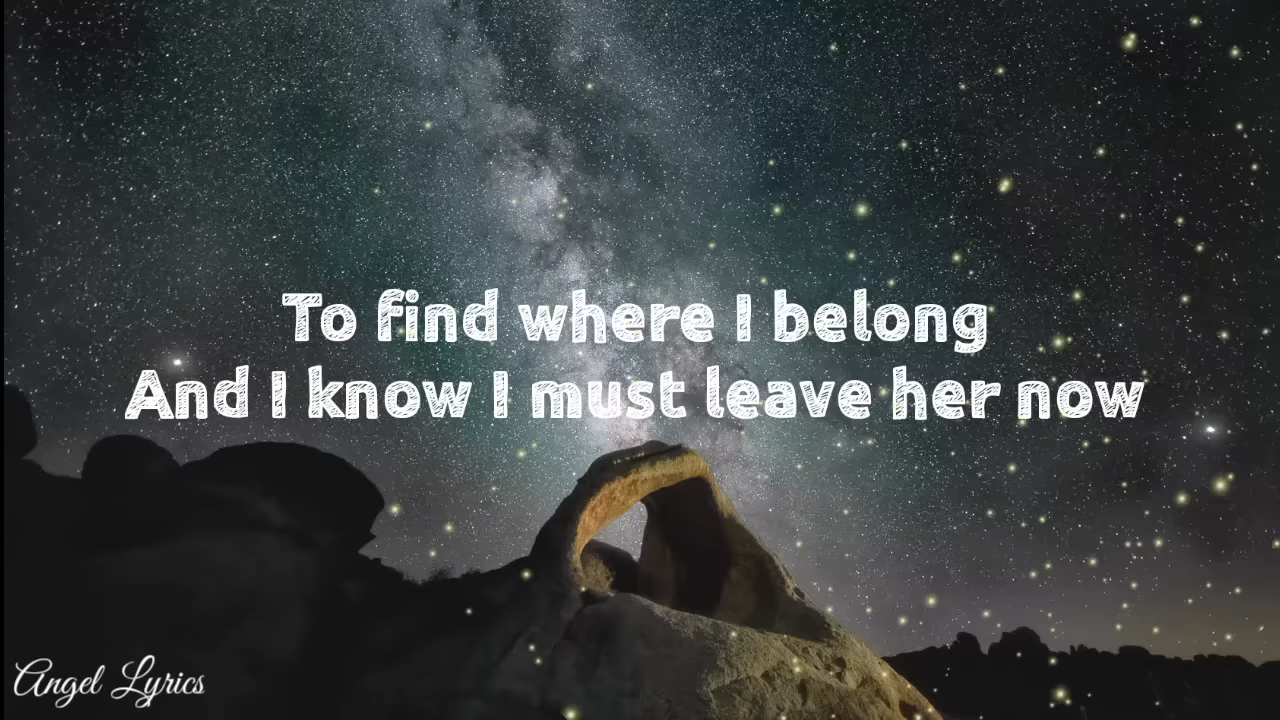 To find where I belong
And I know I must leave her now
Angel Lyrics